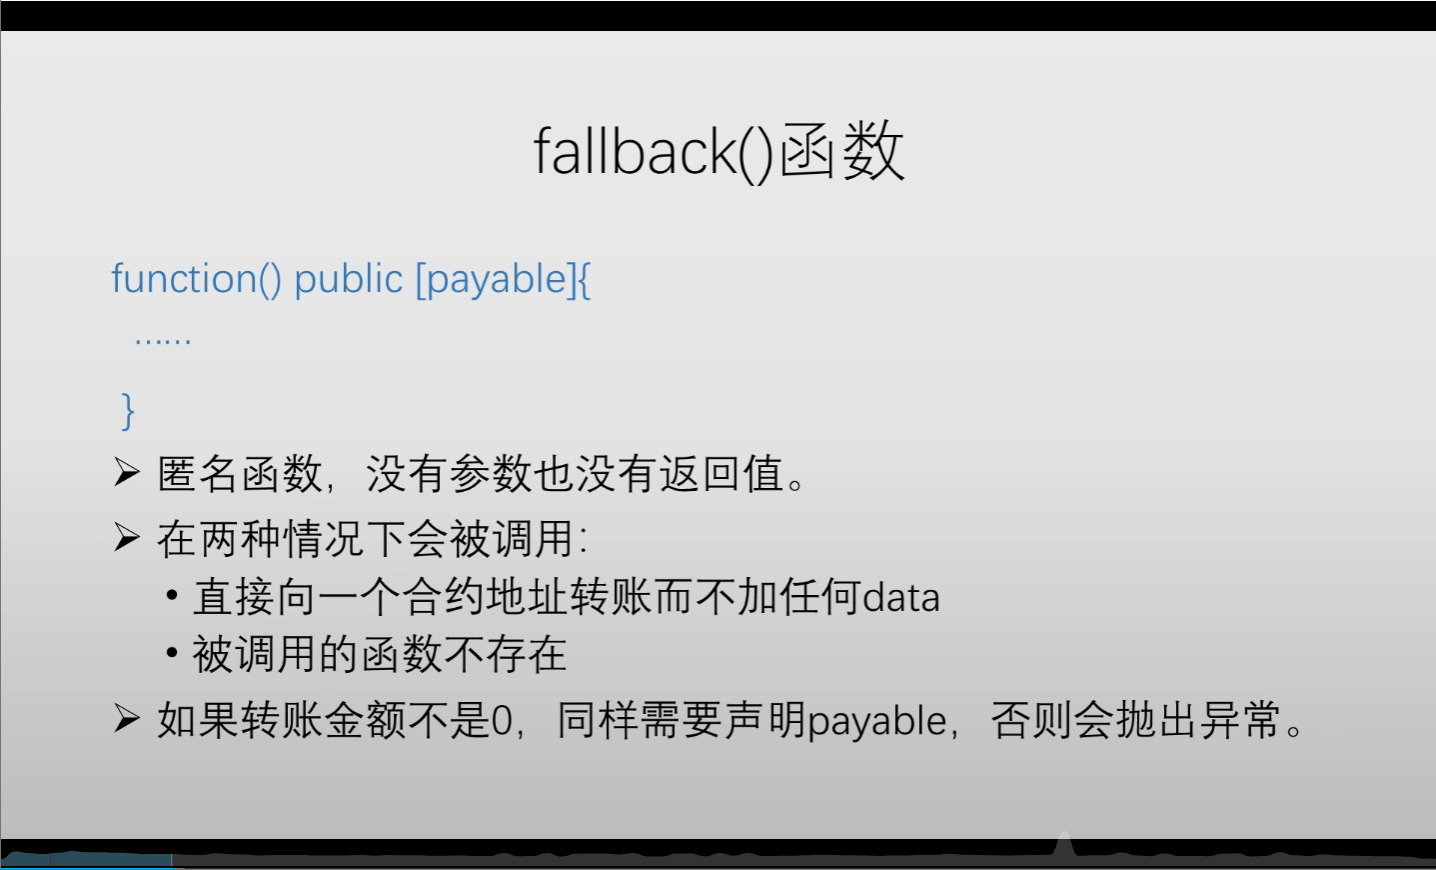 fallback()函数
function() public [payable]{
……
}
➢ 匿名函数，没有参数也没有返回值。
➢ 在两种情况下会被调用：
• 直接向一个合约地址转账而不加任何data
• 被调用的函数不存在
➢ 如果转账金额不是0，同样需要声明payable，否则会抛出异常。